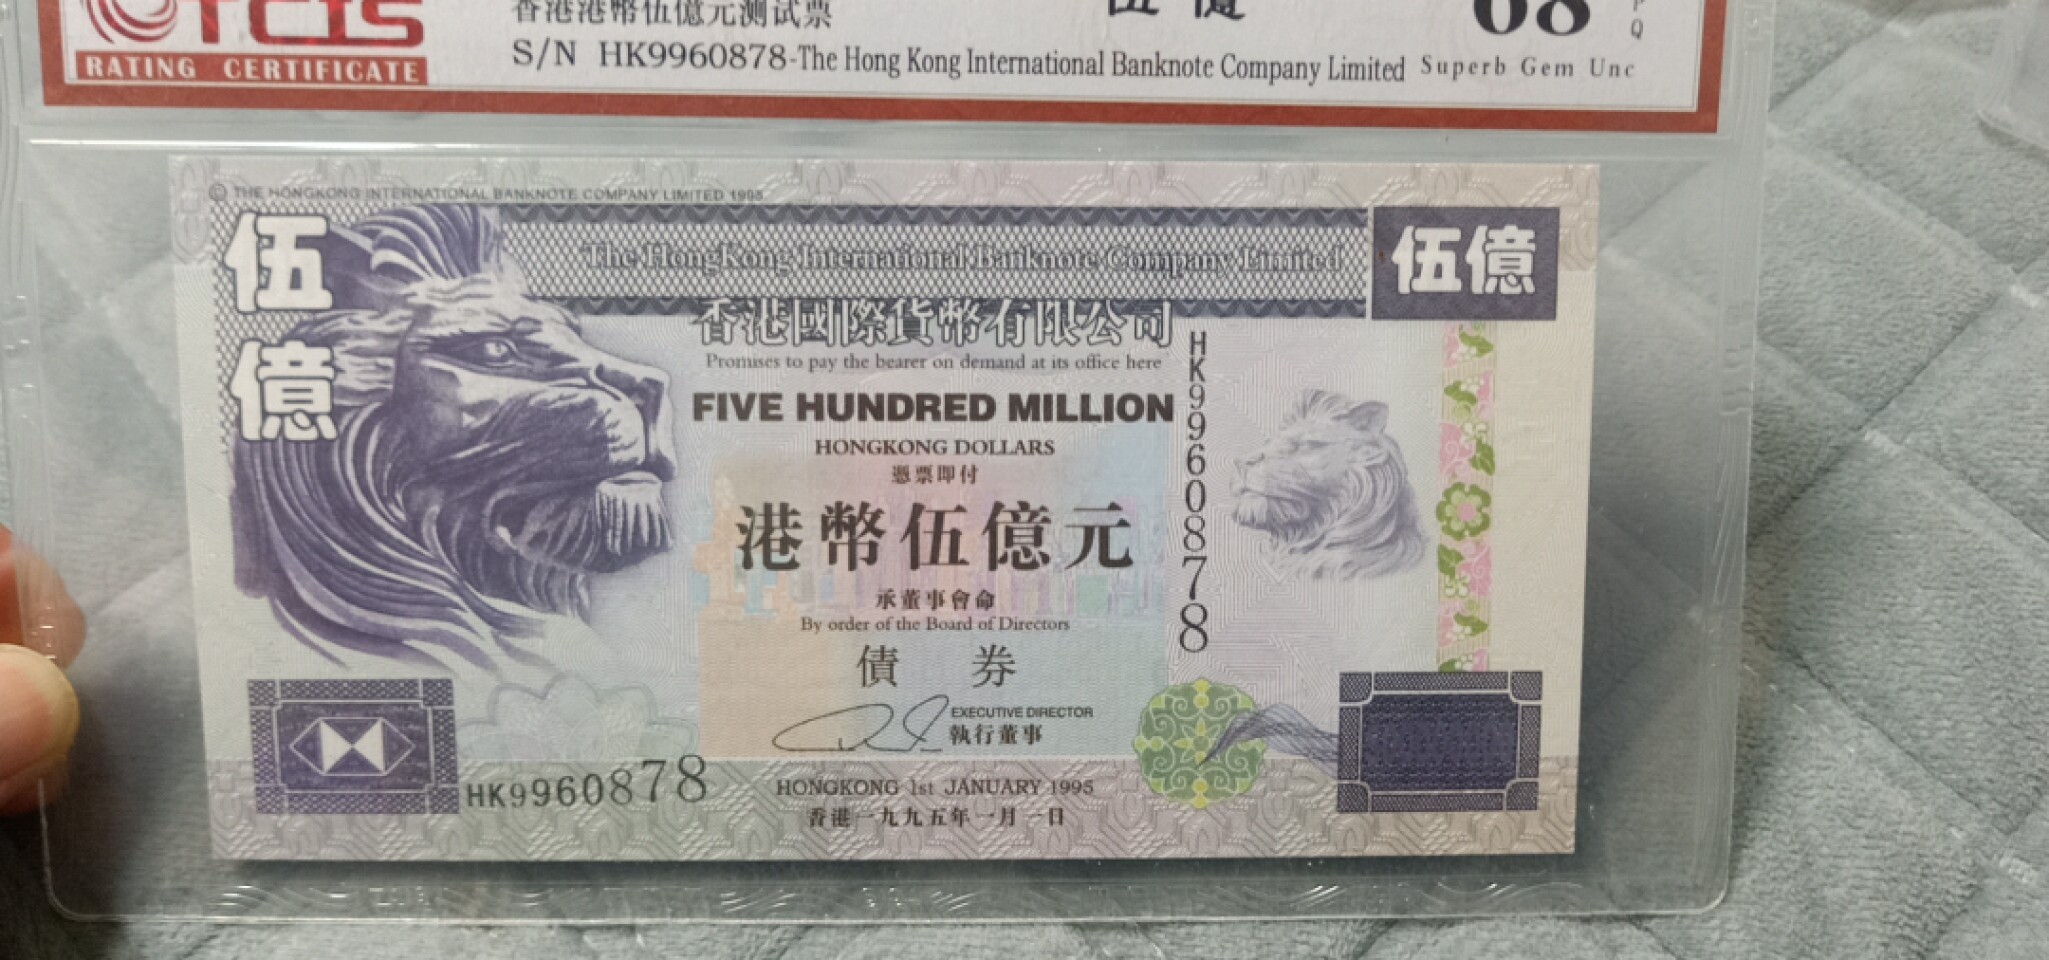 TCIS
RATING CERTIFICATE
香港港幣伍億元测试票
伍億
68
P
Q
S/N HK9960878-The Hong Kong International Banknote Company Limited
Superb Gem Unc
© THE HONGKONG INTERNATIONAL BANKNOTE COMPANY LIMITED 1995
伍億
The HongKong International Banknote Company Limited
伍億
香港國際貨幣有限公司
Promises to pay the bearer on demand at its office here
FIVE HUNDRED MILLION
HONGKONG DOLLARS
憑票即付
港幣伍億元
承董事會命
By order of the Board of Directors
債 券
EXECUTIVE DIRECTOR
執行董事
HK9960878
HK9960878
HONGKONG 1st JANUARY 1995
香港一九九五年一月一日